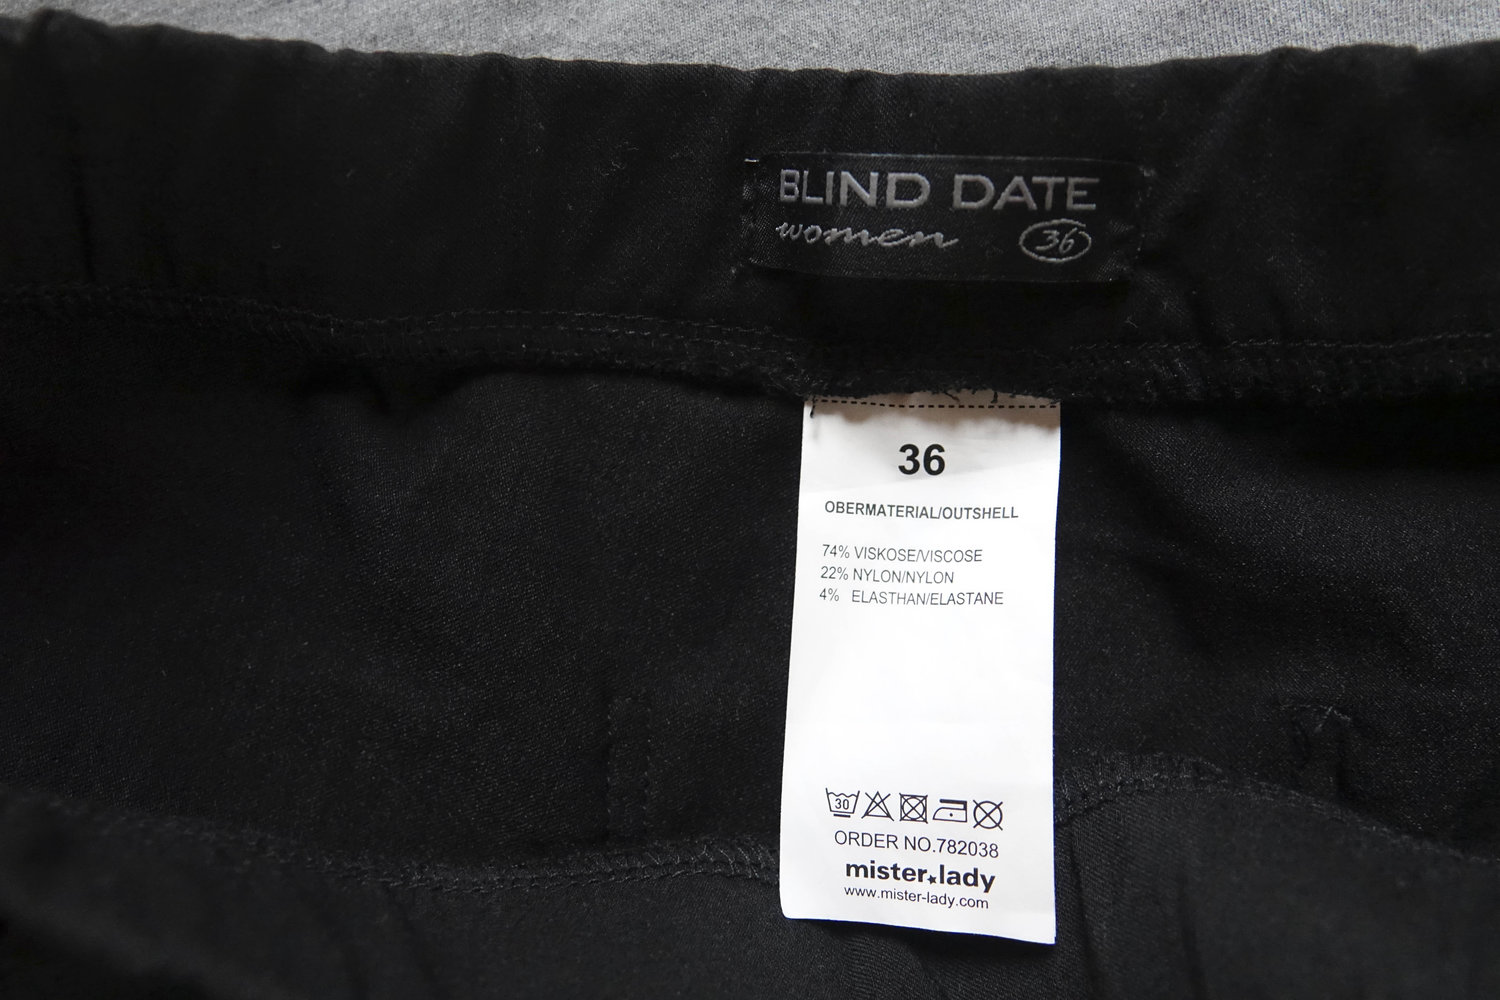 BLIND DATE
women 36
36
OBERMATERIAL/OUTSHELL
74% VISKOSE/VISCOSE
22% NYLON/NYLON
4% ELASTHAN/ELASTANE
30
ORDER NO.782038
mister★lady
www.mister-lady.com